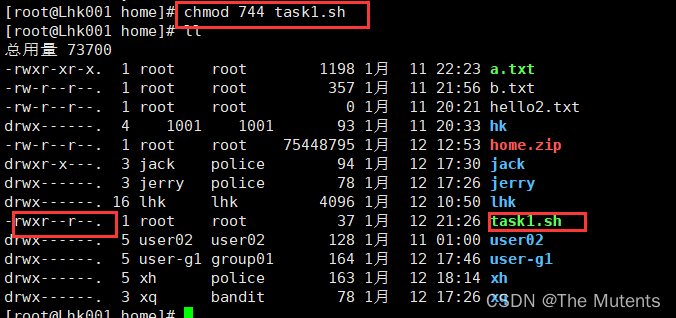 [root@Lhk001 home]# chmod 744 task1.sh
[root@Lhk001 home]# ll
总用量 73700
-rwxr-xr-x. 1 root root 1198 1月 11 22:23 a.txt
-rw-r--r--. 1 root root 357 1月 11 21:56 b.txt
-rw-r--r--. 1 root root 0 1月 11 20:21 hello2.txt
drwx------. 4 1001 1001 93 1月 11 20:33 hk
-rw-r--r--. 1 root root 75448795 1月 12 12:53 home.zip
drwxr-x---. 3 jack police 94 1月 12 17:30 jack
drwx------. 3 jerry police 78 1月 12 17:26 jerry
drwx------. 16 lhk lhk 4096 1月 12 10:50 lhk
-rwxr--r-- 1 root root 37 1月 12 21:26 task1.sh
drwx------. 5 user02 user02 128 1月 11 01:00 user02
drwx------. 5 user-g1 group01 164 1月 12 17:46 user-g1
drwx------. 5 xh police 163 1月 12 18:14 xh
drwx------. 3 xq bandit 78 1月 12 17:26 xq
[root@Lhk001 home]#
CSDN @The Mutents